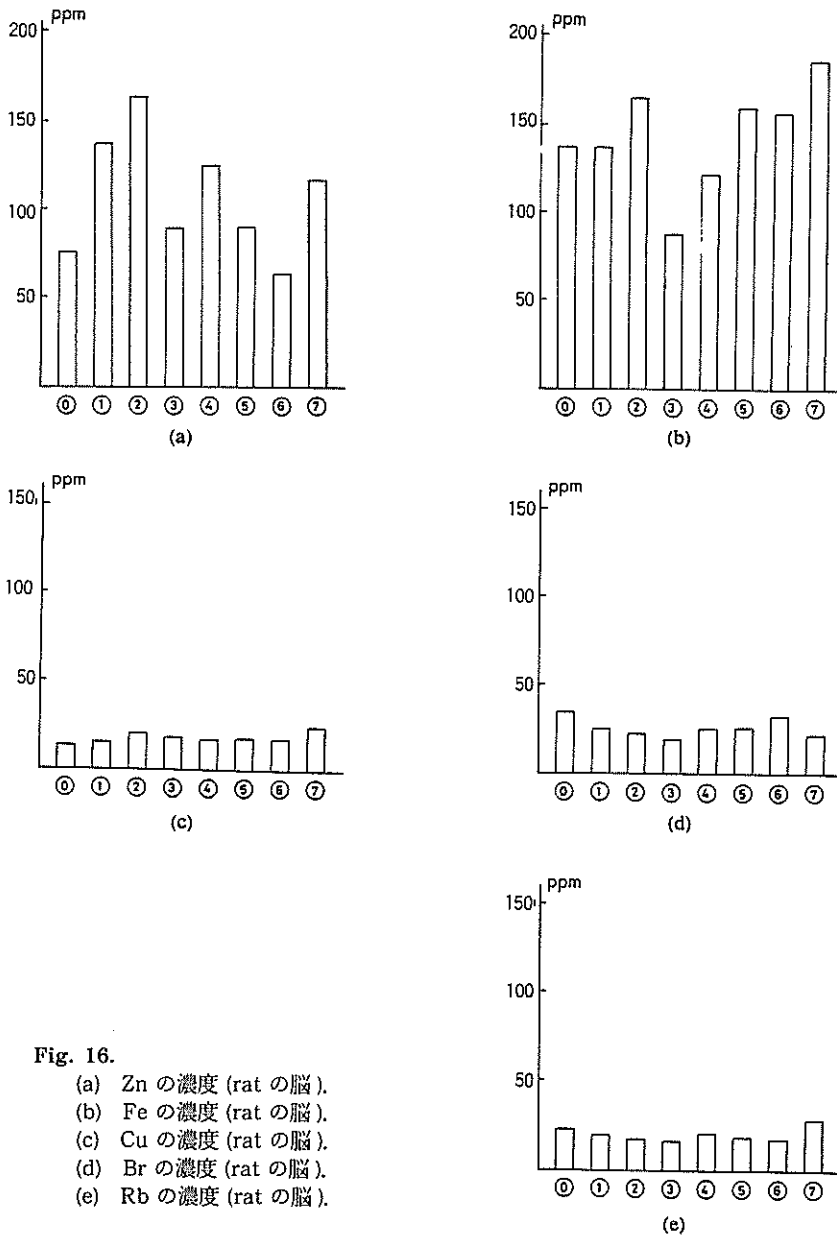 ppm
200
150
100
50
⓪ ① ② ③ ④ ⑤ ⑥ ⑦
(a)
ppm
200
150
100
50
⓪ ① ② ③ ④ ⑤ ⑥ ⑦
(b)
ppm
150
100
50
⓪ ① ② ③ ④ ⑤ ⑥ ⑦
(c)
ppm
150
100
50
⓪ ① ② ③ ④ ⑤ ⑥ ⑦
(d)
ppm
150
100
50
⓪ ① ② ③ ④ ⑤ ⑥ ⑦
(e)
Fig. 16.
(a) Zn の濃度 (rat の脳).
(b) Fe の濃度 (rat の脳).
(c) Cu の濃度 (rat の脳).
(d) Br の濃度 (rat の脳).
(e) Rb の濃度 (rat の脳).